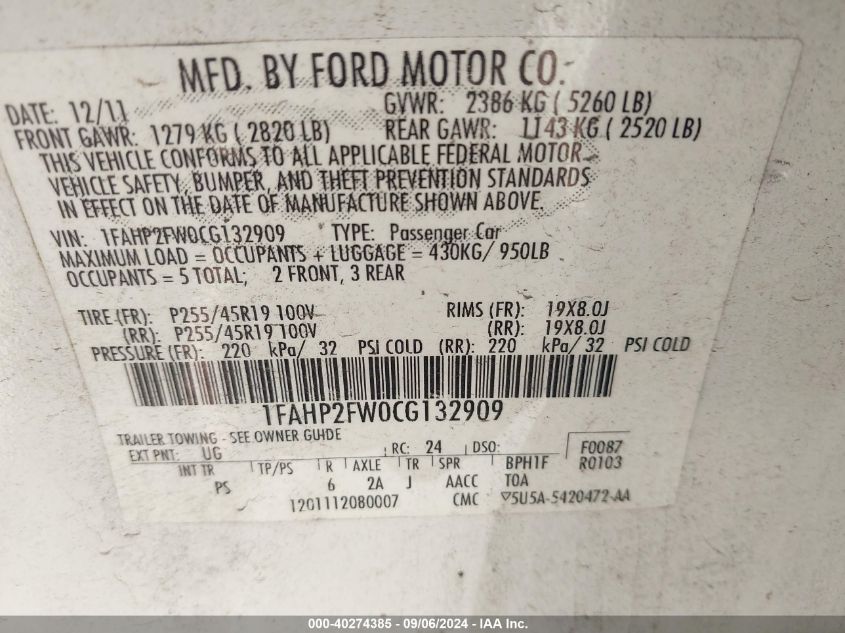 MFD. BY FORD MOTOR CO.
DATE: 12/11 GVWR: 2386 KG ( 5260 LB)
FRONT GAWR: 1279 KG ( 2820 LB) REAR GAWR: 1143 KG ( 2520 LB)
THIS VEHICLE CONFORMS TO ALL APPLICABLE FEDERAL MOTOR
VEHICLE SAFETY, BUMPER, AND THEFT PREVENTION STANDARDS
IN EFFECT ON THE DATE OF MANUFACTURE SHOWN ABOVE.
VIN: 1FAHP2FW0CG132909 TYPE: Passenger Car
MAXIMUM LOAD = OCCUPANTS + LUGGAGE = 430KG/ 950LB
OCCUPANTS = 5 TOTAL; 2 FRONT, 3 REAR
TIRE (FR): P255/45R19 100V RIMS (FR): 19X8.0J
(RR): P255/45R19 100V (RR): 19X8.0J
PRESSURE (FR): 220 kPa/ 32 PSI COLD (RR): 220 kPa/ 32 PSI COLD
1FAHP2FW0CG132909
TRAILER TOWING - SEE OWNER GUIDE
EXT PNT: UG RC: 24 DSO: F0087
INT TR TP/PS R AXLE TR SPR BPH1F R0103
PS 6 2A J AACC TOA
1201112080007 CMC ▽5U5A-5420472-AA
000-40274385 - 09/06/2024 - IAA Inc.